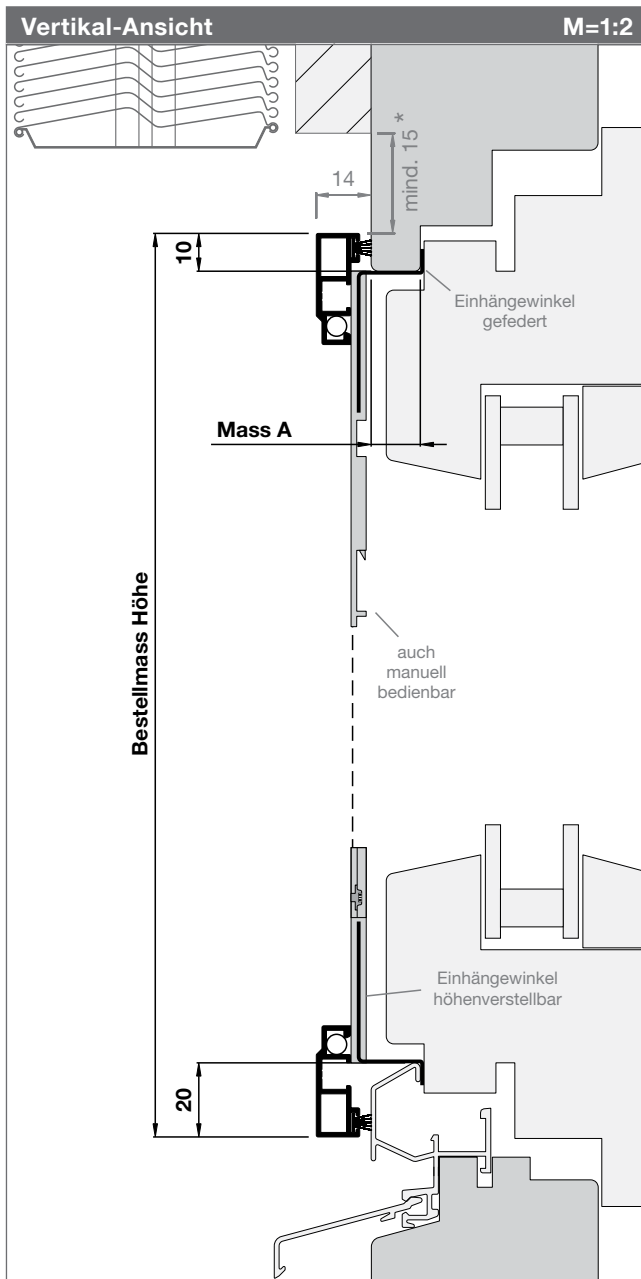 Vertikal-Ansicht M=1:2
mind. 15*
14
10
Einhängewinkel
gefedert
Mass A
Bestellmass Höhe
auch
manuell
bedienbar
Einhängewinkel
höhenverstellbar
20